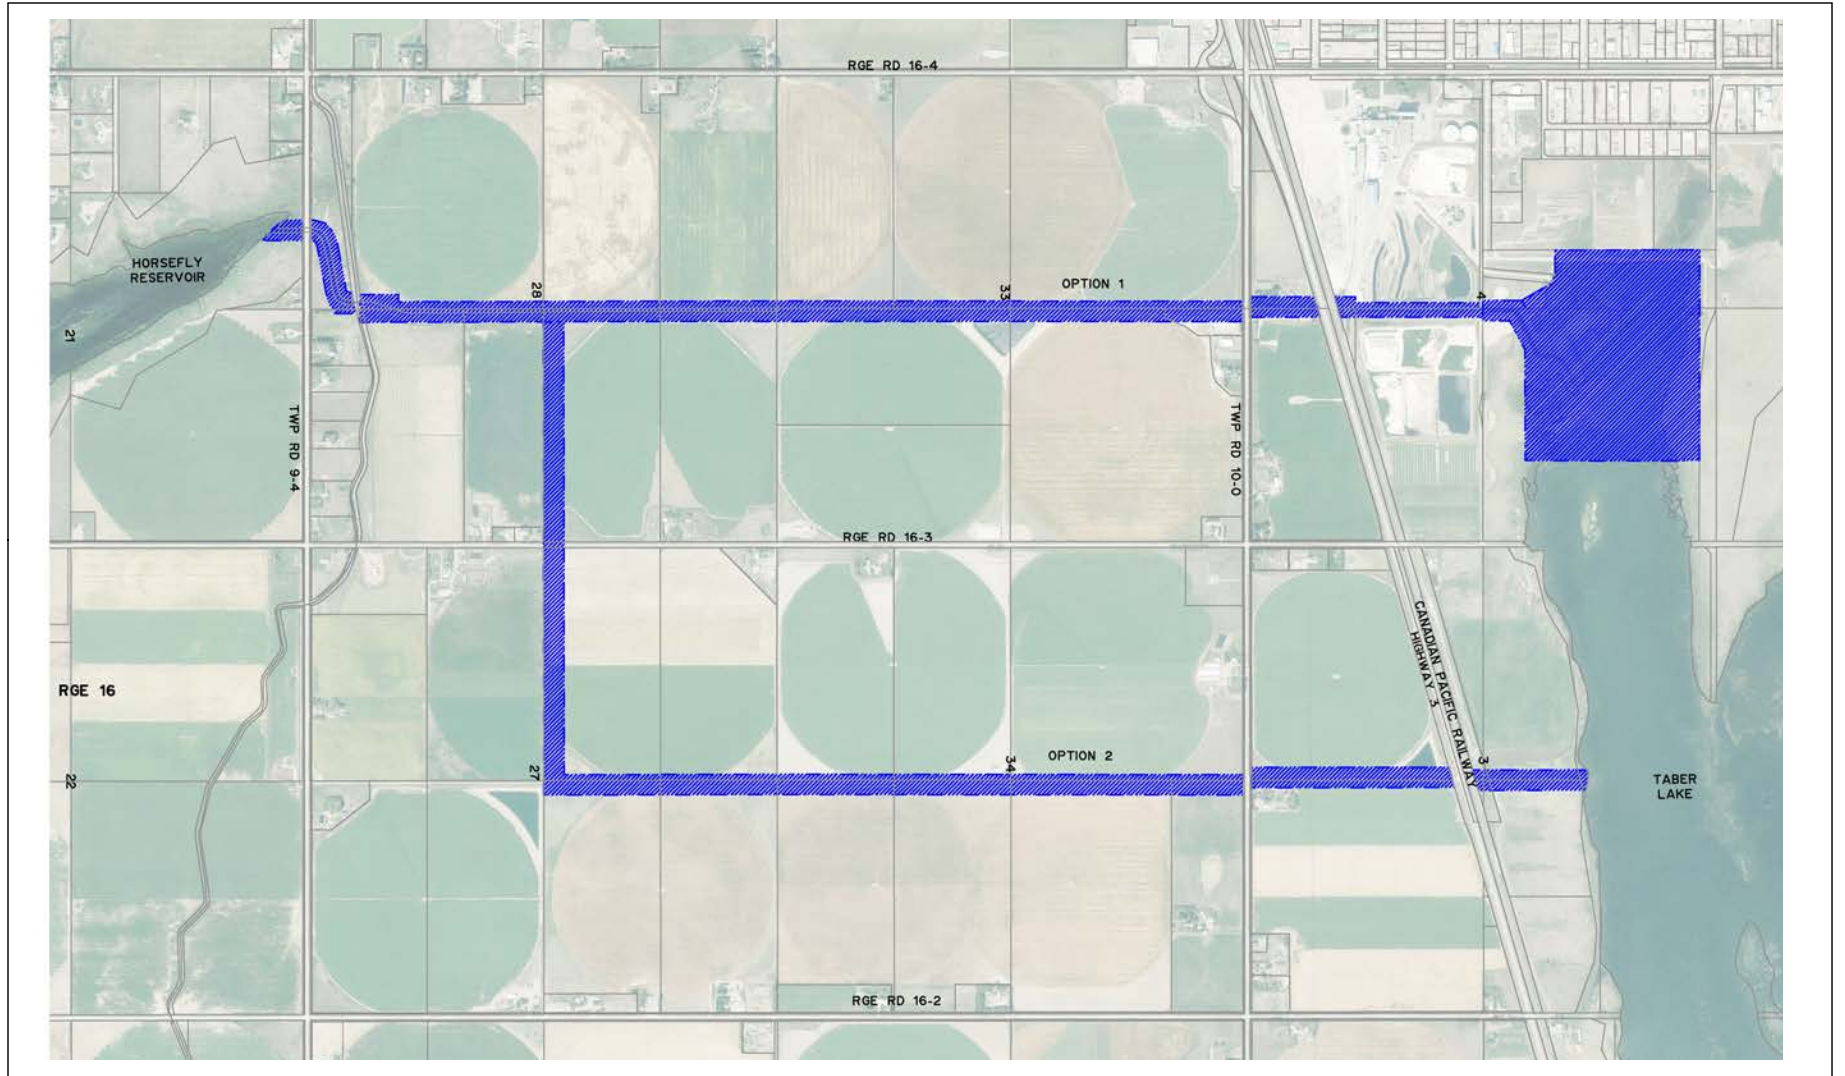 RGE RD 16-4
HORSEFLY
RESERVOIR
28
33
OPTION 1
4
21
TWP RD 9-4
TWP RD 10-0
RGE RD 16-3
RGE 16
CANADIAN PACIFIC RAILWAY
HIGHWAY 3
22
27
34
OPTION 2
3
TABER
LAKE
RGE RD 16-2